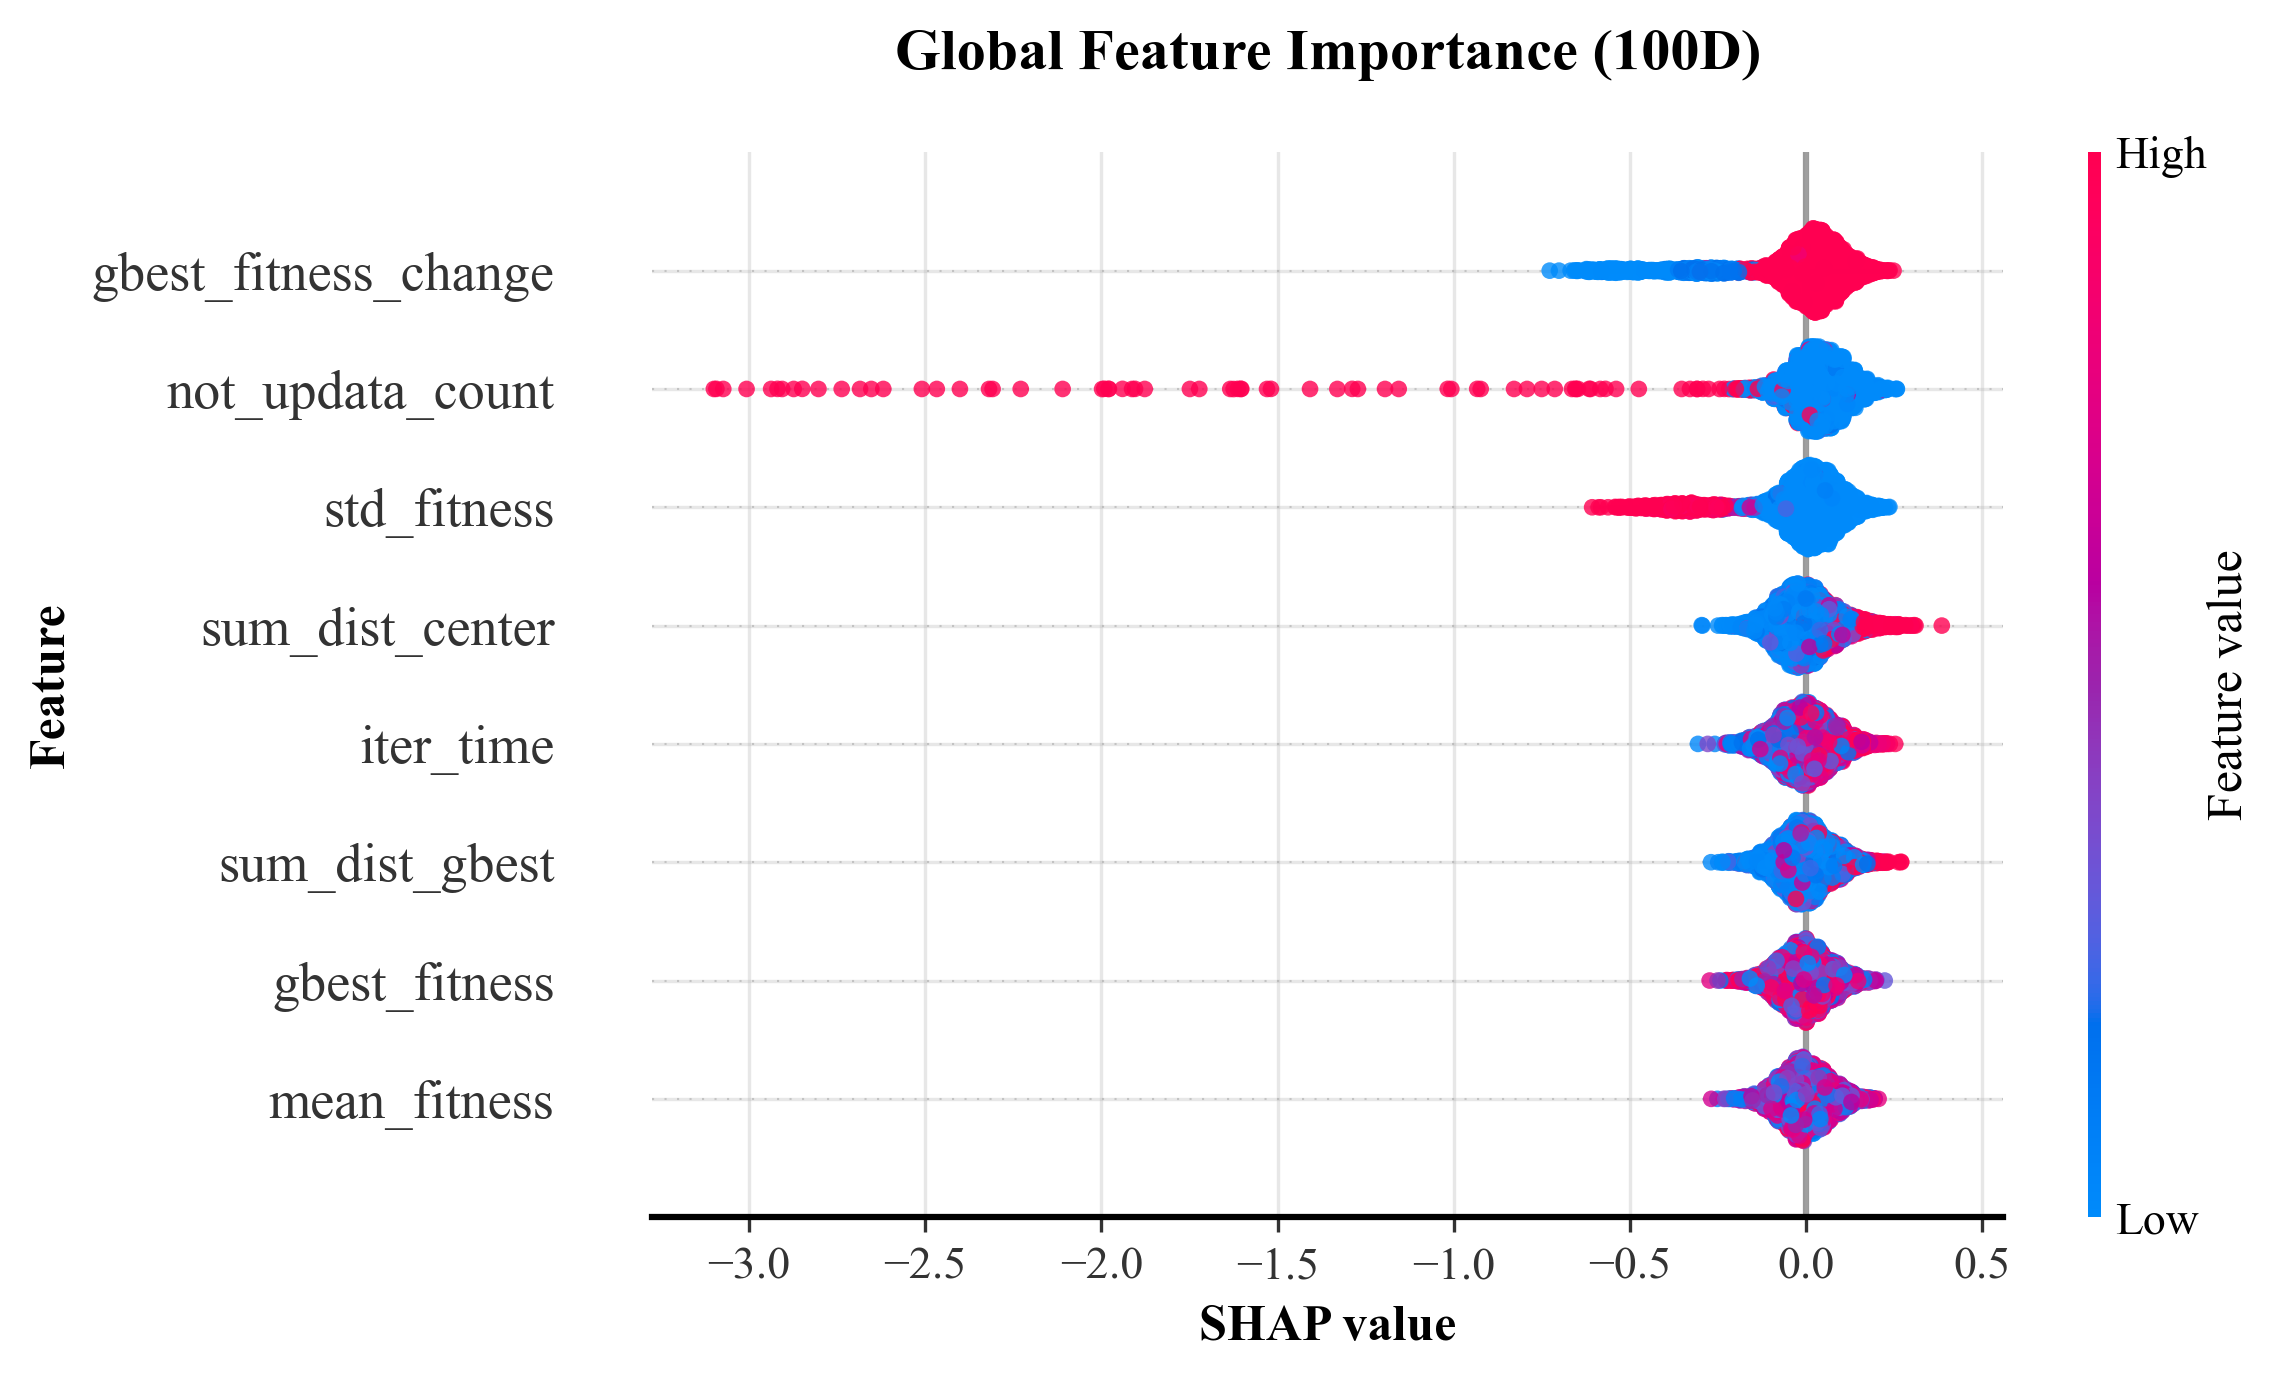 Global Feature Importance (100D)
High
gbest_fitness_change
not_updata_count
std_fitness
sum_dist_center
iter_time
sum_dist_gbest
gbest_fitness
mean_fitness
Feature
Feature value
Low
−3.0 −2.5 −2.0 −1.5 −1.0 −0.5 0.0 0.5
SHAP value